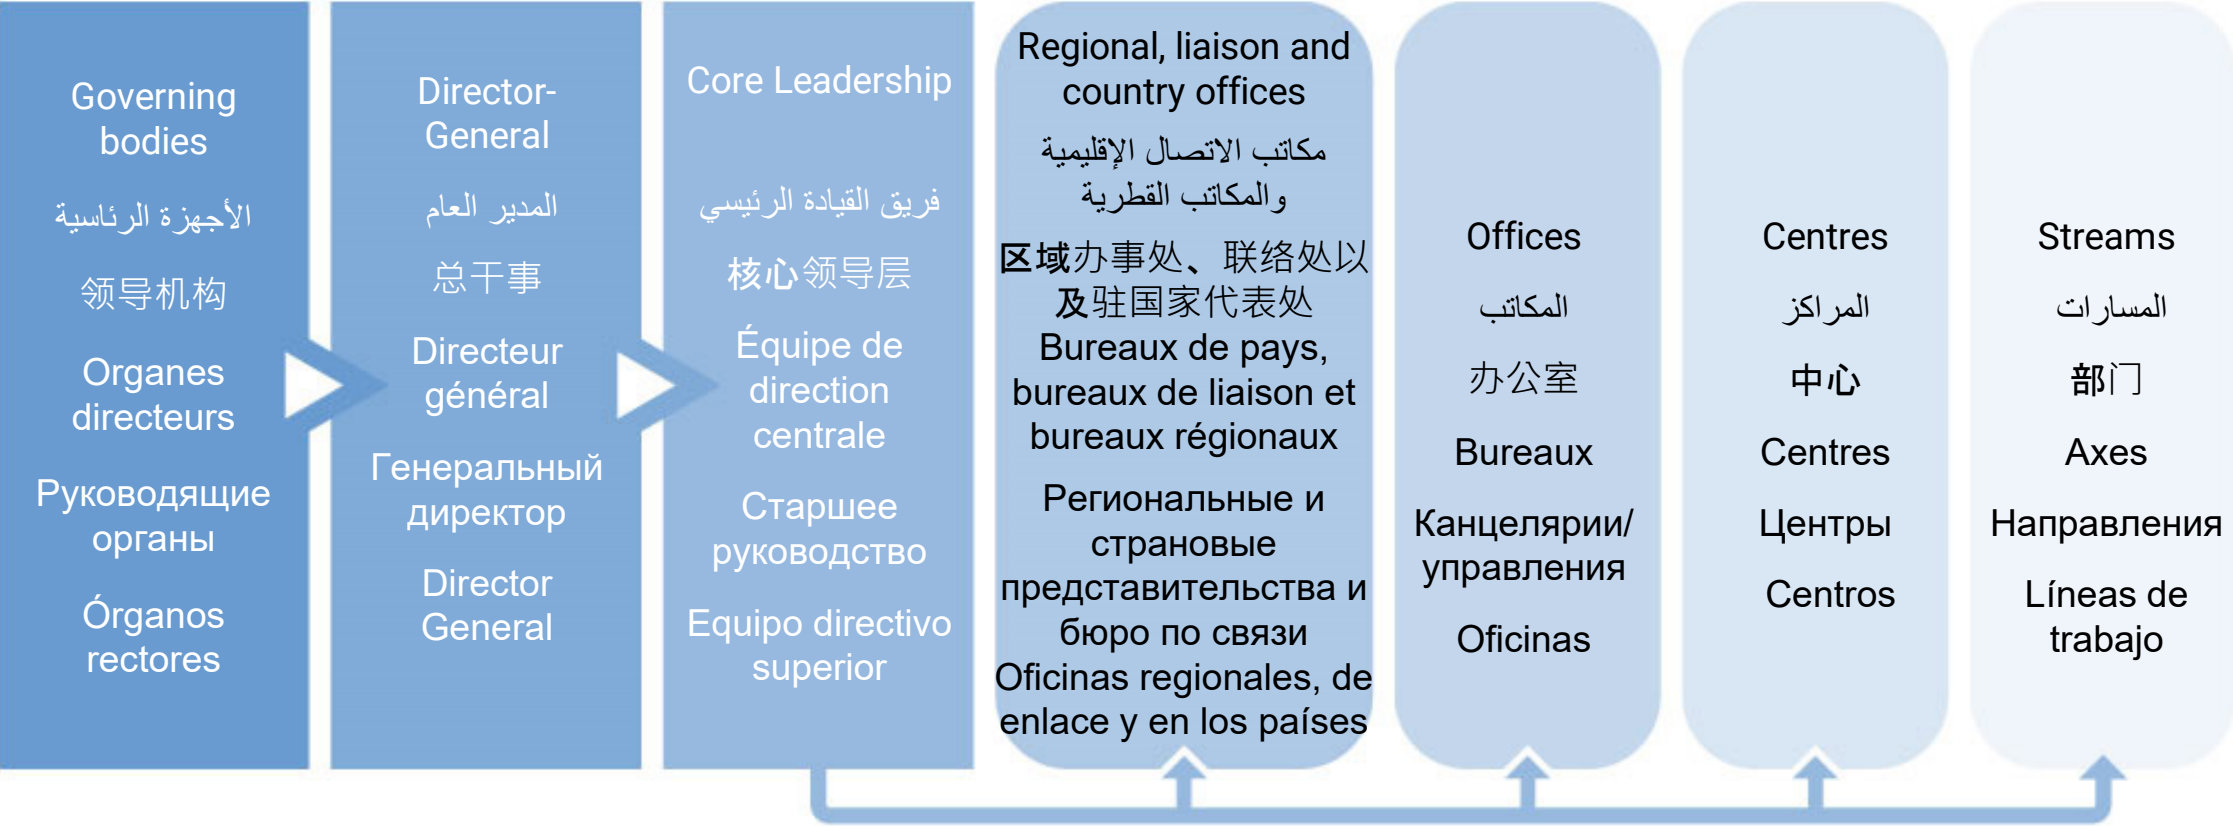 Governing
bodies
الأجهزة الرئاسية
领导机构
Organes
directeurs
Руководящие
органы
Órganos
rectores
Director-
General
المدير العام
总干事
Directeur
général
Генеральный
директор
Director
General
Core Leadership
فريق القيادة الرئيسي
核心领导层
Équipe de
direction
centrale
Старшее
руководство
Equipo directivo
superior
Regional, liaison and
country offices
مكاتب الاتصال الإقليمية
والمكاتب القطرية
区域办事处、联络处以
及驻国家代表处
Bureaux de pays,
bureaux de liaison et
bureaux régionaux
Региональные и
страновые
представительства и
бюро по связи
Oficinas regionales, de
enlace y en los países
Offices
المكاتب
办公室
Bureaux
Канцелярии/
управления
Oficinas
Centres
المراكز
中心
Centres
Центры
Centros
Streams
المسارات
部门
Axes
Направления
Líneas de
trabajo